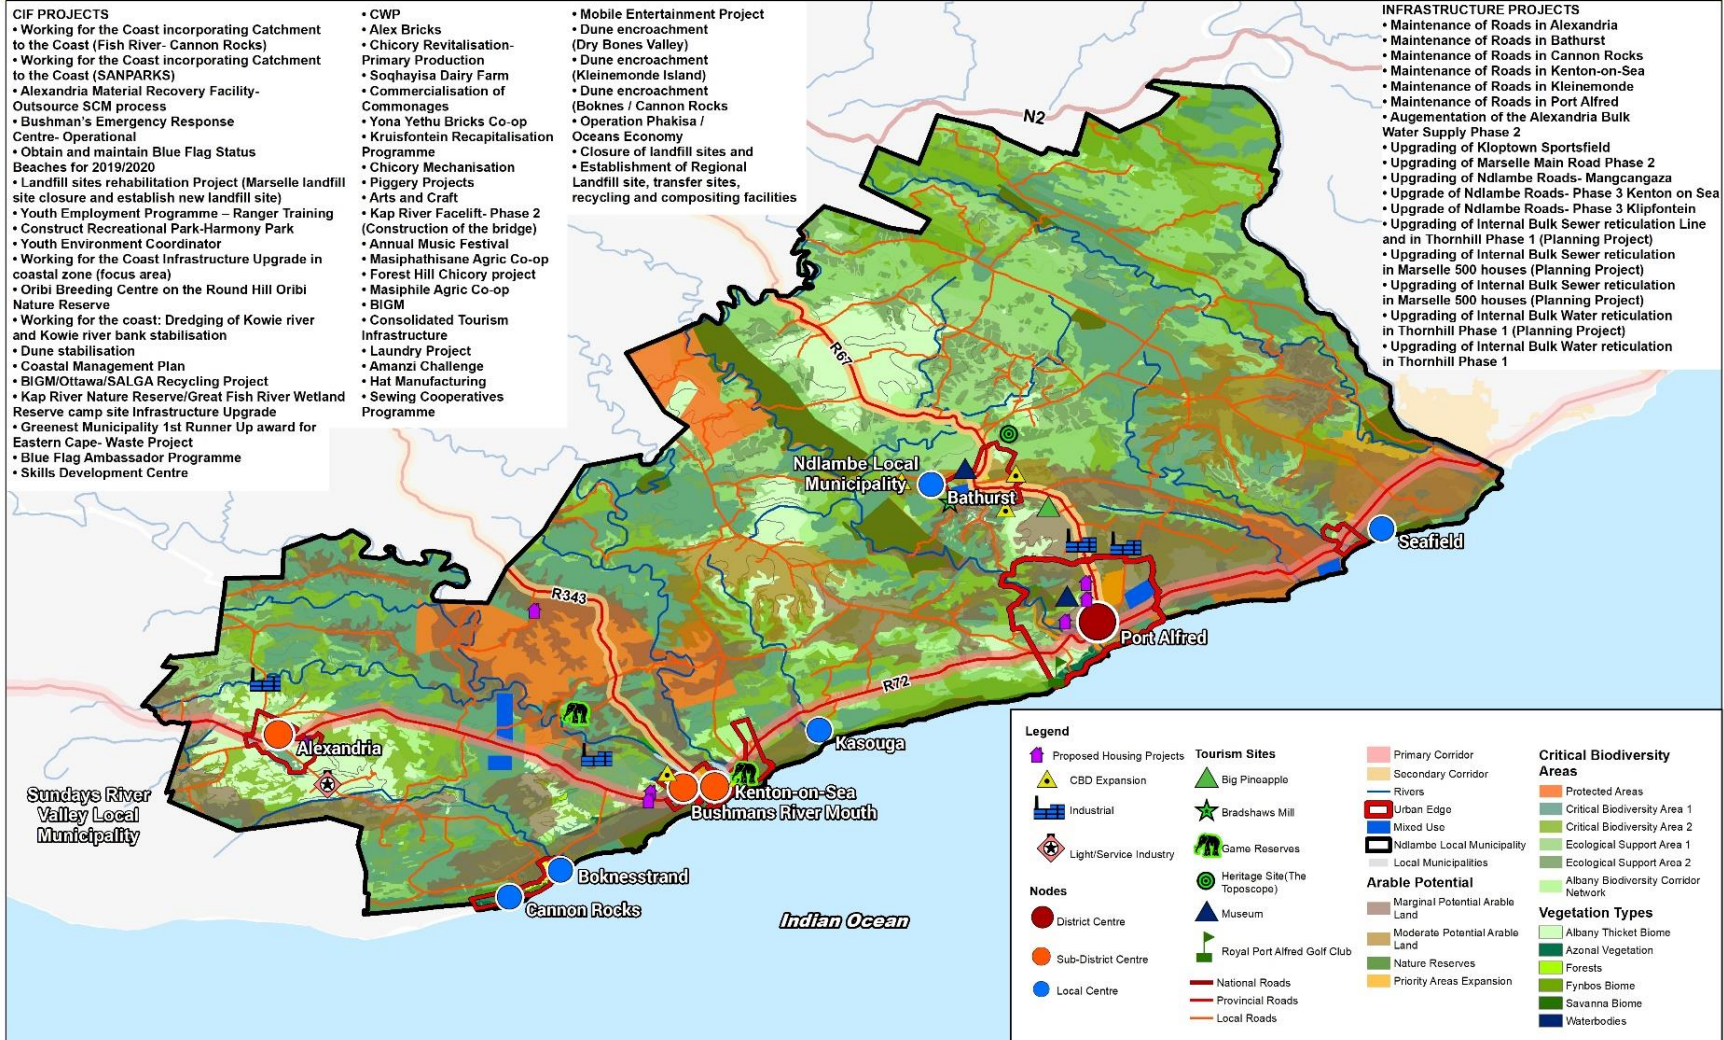 CIF PROJECTS
• Working for the Coast incorporating Catchment
to the Coast (Fish River- Cannon Rocks)
• Working for the Coast incorporating Catchment
to the Coast (SANPARKS)
• Alexandria Material Recovery Facility-
Outsource SCM process
• Bushman's Emergency Response
Centre- Operational
• Obtain and maintain Blue Flag Status
Beaches for 2019/2020
• Landfill sites rehabilitation Project (Marselle landfill
site closure and establish new landfill site)
• Youth Employment Programme – Ranger Training
• Construct Recreational Park-Harmony Park
• Youth Environment Coordinator
• Working for the Coast Infrastructure Upgrade in
coastal zone (focus area)
• Oribi Breeding Centre on the Round Hill Oribi
Nature Reserve
• Working for the coast: Dredging of Kowie river
and Kowie river bank stabilisation
• Dune stabilisation
• Coastal Management Plan
• BIGM/Ottawa/SALGA Recycling Project
• Kap River Nature Reserve/Great Fish River Wetland
Reserve camp site Infrastructure Upgrade
• Greenest Municipality 1st Runner Up award for
Eastern Cape- Waste Project
• Blue Flag Ambassador Programme
• Skills Development Centre
• CWP
• Alex Bricks
• Chicory Revitalisation-
Primary Production
• Soqhayisa Dairy Farm
• Commercialisation of
Commonages
• Yona Yethu Bricks Co-op
• Kruisfontein Recapitalisation
Programme
• Chicory Mechanisation
• Piggery Projects
• Arts and Craft
• Kap River Facelift- Phase 2
(Construction of the bridge)
• Annual Music Festival
• Masiphathisane Agric Co-op
• Forest Hill Chicory project
• Masiphile Agric Co-op
• BIGM
• Consolidated Tourism
Infrastructure
• Laundry Project
• Amanzi Challenge
• Hat Manufacturing
• Sewing Cooperatives
Programme
• Mobile Entertainment Project
• Dune encroachment
(Dry Bones Valley)
• Dune encroachment
(Kleinemonde Island)
• Dune encroachment
(Boknes / Cannon Rocks
• Operation Phakisa /
Oceans Economy
• Closure of landfill sites and
• Establishment of Regional
Landfill site, transfer sites,
recycling and compositing facilities
INFRASTRUCTURE PROJECTS
• Maintenance of Roads in Alexandria
• Maintenance of Roads in Bathurst
• Maintenance of Roads in Cannon Rocks
• Maintenance of Roads in Kenton-on-Sea
• Maintenance of Roads in Kleinemonde
• Maintenance of Roads in Port Alfred
• Augementation of the Alexandria Bulk
Water Supply Phase 2
• Upgrading of Kloptown Sportsfield
• Upgrading of Marselle Main Road Phase 2
• Upgrading of Ndlambe Roads- Mangcangaza
• Upgrade of Ndlambe Roads- Phase 3 Kenton on Sea
• Upgrade of Ndlambe Roads- Phase 3 Klipfontein
• Upgrading of Internal Bulk Sewer reticulation Line
and in Thornhill Phase 1 (Planning Project)
• Upgrading of Internal Bulk Sewer reticulation
in Marselle 500 houses (Planning Project)
• Upgrading of Internal Bulk Sewer reticulation
in Marselle 500 houses (Planning Project)
• Upgrading of Internal Bulk Water reticulation
in Thornhill Phase 1 (Planning Project)
• Upgrading of Internal Bulk Water reticulation
in Thornhill Phase 1
N2
R67
Ndlambe Local
Municipality
Bathurst
Seafield
R343
Port Alfred
R72
Kasouga
Alexandria
Sundays River
Valley Local
Municipality
Kenton-on-Sea
Bushmans River Mouth
Boknesstrand
Cannon Rocks
Indian Ocean
Legend
Proposed Housing Projects
CBD Expansion
Industrial
Light/Service Industry
Nodes
District Centre
Sub-District Centre
Local Centre
Tourism Sites
Big Pineapple
Bradshaws Mill
Game Reserves
Heritage Site(The
Toposcope)
Museum
Royal Port Alfred Golf Club
National Roads
Provincial Roads
Local Roads
Primary Corridor
Secondary Corridor
Rivers
Urban Edge
Mixed Use
Ndlambe Local Municipality
Local Municipalities
Arable Potential
Marginal Potential Arable
Land
Moderate Potential Arable
Land
Nature Reserves
Priority Areas Expansion
Critical Biodiversity
Areas
Protected Areas
Critical Biodiversity Area 1
Critical Biodiversity Area 2
Ecological Support Area 1
Ecological Support Area 2
Albany Biodiversity Corridor
Network
Vegetation Types
Albany Thicket Biome
Azonal Vegetation
Forests
Fynbos Biome
Savanna Biome
Waterbodies